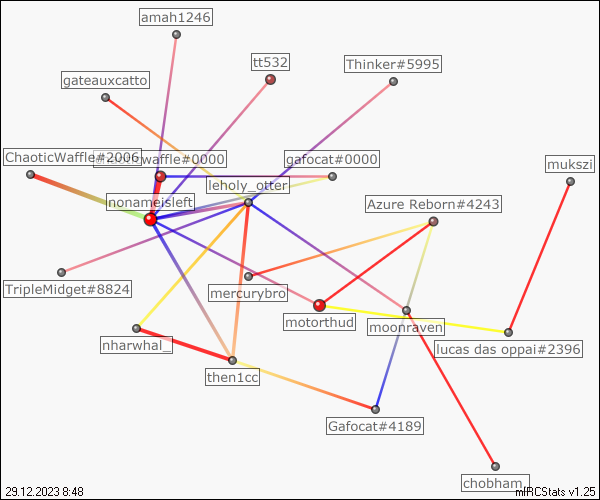 amah1246
tt532
Thinker#5995
gateauxcatto
ChaoticWaffle#2006
waffle#0000
gafocat#0000
mukszi
leholy_otter
nonameisleft
Azure Reborn#4243
TripleMidget#8824
mercurybro
motorthud
moonraven
nharwhal_
lucas das oppai#2396
then1cc
Gafocat#4189
chobham_
29.12.2023 8:48
mIRCStats v1.25